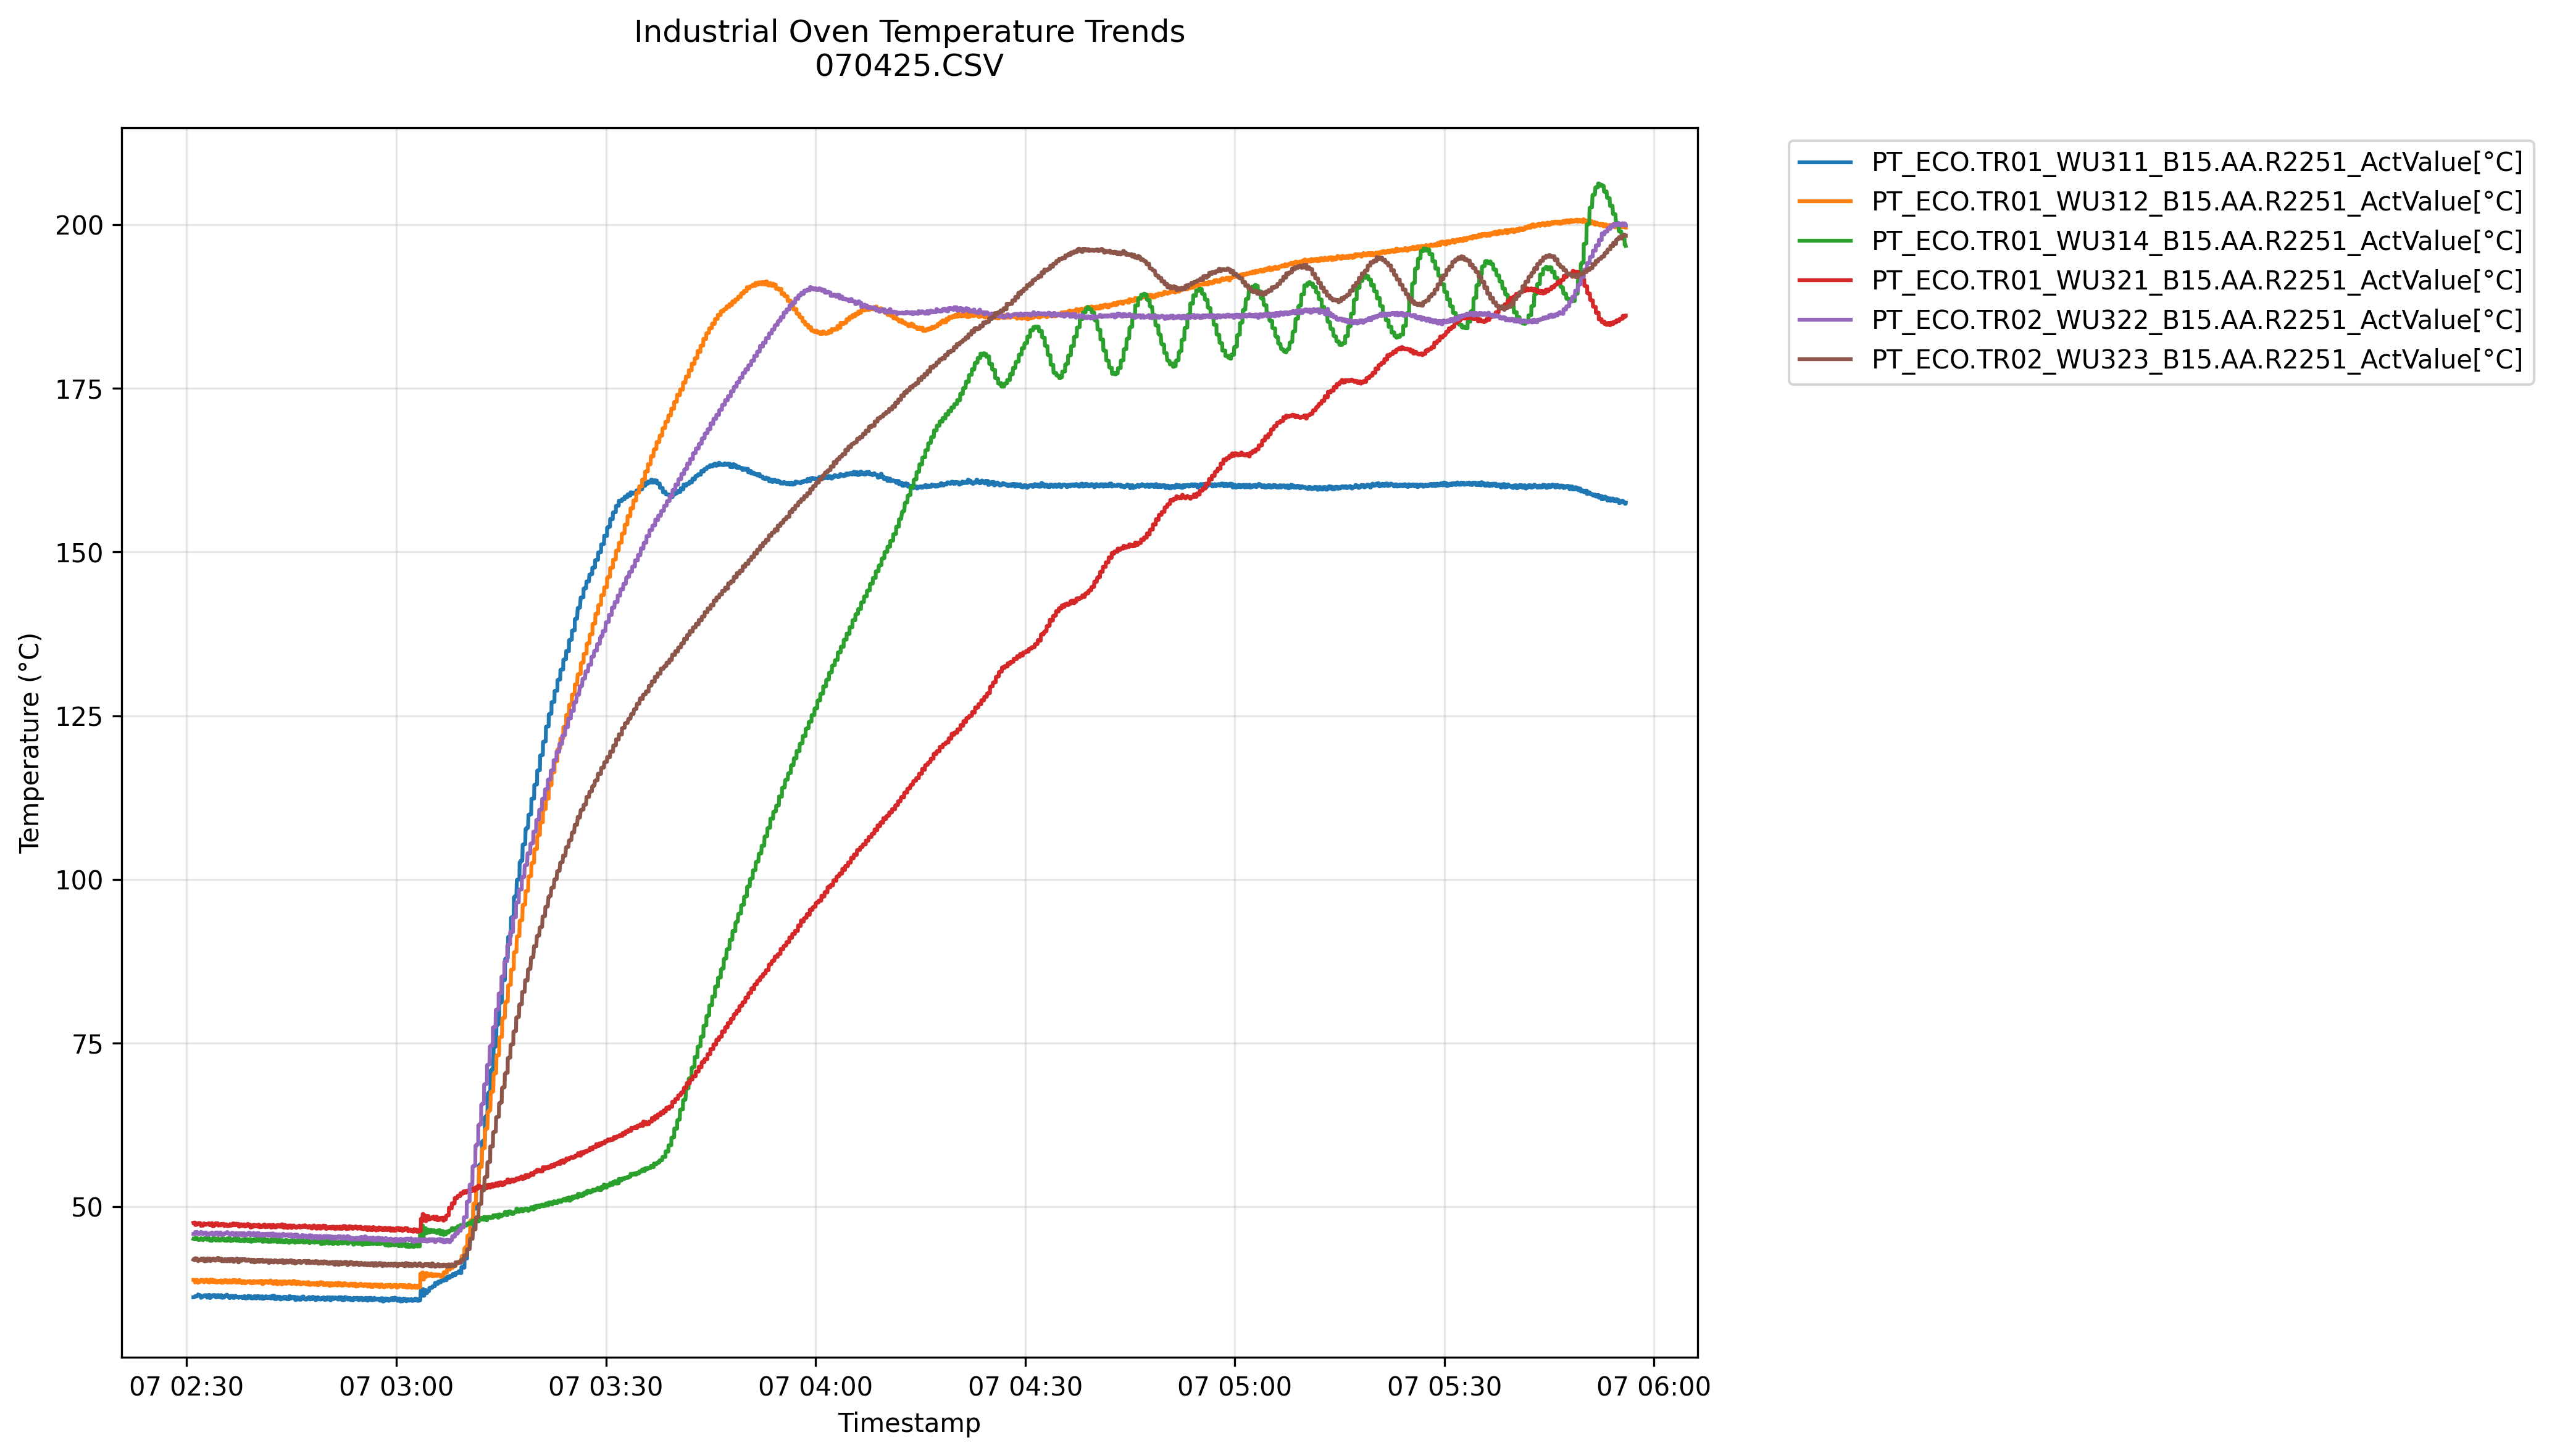 Industrial Oven Temperature Trends
070425.CSV
PT_ECO.TR01_WU311_B15.AA.R2251_ActValue[°C]
PT_ECO.TR01_WU312_B15.AA.R2251_ActValue[°C]
PT_ECO.TR01_WU314_B15.AA.R2251_ActValue[°C]
PT_ECO.TR01_WU321_B15.AA.R2251_ActValue[°C]
PT_ECO.TR02_WU322_B15.AA.R2251_ActValue[°C]
PT_ECO.TR02_WU323_B15.AA.R2251_ActValue[°C]
Temperature (°C)
200
175
150
125
100
75
50
07 02:30 07 03:00 07 03:30 07 04:00 07 04:30 07 05:00 07 05:30 07 06:00
Timestamp